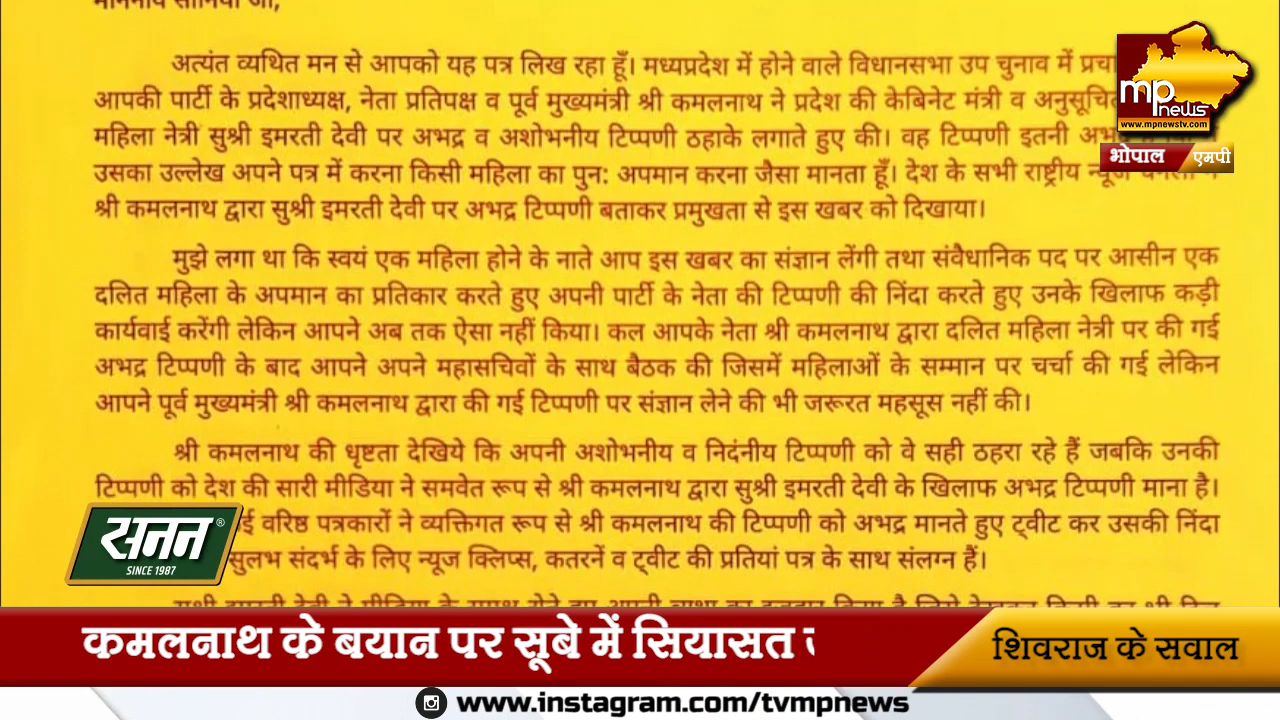 माननीय सोनिया जी,
अत्यंत व्यथित मन से आपको यह पत्र लिख रहा हूँ। मध्यप्रदेश में होने वाले विधानसभा उप चुनाव में
आपकी पार्टी के प्रदेशाध्यक्ष, नेता प्रतिपक्ष व पूर्व मुख्यमंत्री श्री कमलनाथ ने प्रदेश की केबिनेट मंत्री व
महिला नेत्री सुश्री इमरती देवी पर अभद्र व अशोभनीय टिप्पणी ठहाके लगाते हुए की। वह टिप्पणी इतनी
उसका उल्लेख अपने पत्र में करना किसी महिला का पुन: अपमान करना जैसा मानता हूँ। देश के सभी राष्ट्रीय
श्री कमलनाथ द्वारा सुश्री इमरती देवी पर अभद्र टिप्पणी बताकर प्रमुखता से इस खबर को दिखाया।
मुझे लगा था कि स्वयं एक महिला होने के नाते आप इस खबर का संज्ञान लेंगी तथा संवैधानिक पद पर आसीन एक
दलित महिला के अपमान का प्रतिकार करते हुए अपनी पार्टी के नेता की टिप्पणी की निंदा करते हुए उनके खिलाफ कड़ी
कार्यवाई करेंगी लेकिन आपने अब तक ऐसा नहीं किया। कल आपके नेता श्री कमलनाथ द्वारा दलित महिला नेत्री पर की गई
अभद्र टिप्पणी के बाद आपने अपने महासचिवों के साथ बैठक की जिसमें महिलाओं के सम्मान पर चर्चा की गई लेकिन
आपने पूर्व मुख्यमंत्री श्री कमलनाथ द्वारा की गई टिप्पणी पर संज्ञान लेने की भी जरूरत महसूस नहीं की।
श्री कमलनाथ की धृष्टता देखिये कि अपनी अशोभनीय व निदंनीय टिप्पणी को वे सही ठहरा रहे हैं जबकि उनकी
टिप्पणी को देश की सारी मीडिया ने समवेत रूप से श्री कमलनाथ द्वारा सुश्री इमरती देवी के खिलाफ अभद्र टिप्पणी माना है।
वरिष्ठ पत्रकारों ने व्यक्तिगत रूप से श्री कमलनाथ की टिप्पणी को अभद्र मानते हुए ट्वीट कर उसकी निंदा
सुलभ संदर्भ के लिए न्यूज क्लिप्स, कतरनें व ट्वीट की प्रतियां पत्र के साथ संलग्न हैं।
mp news
www.mpnewstv.com
भोपाल एमपी
सनन®
SINCE 1987
कमलनाथ के बयान पर सूबे में सियासत
शिवराज के सवाल
www.instagram.com/tvmpnews